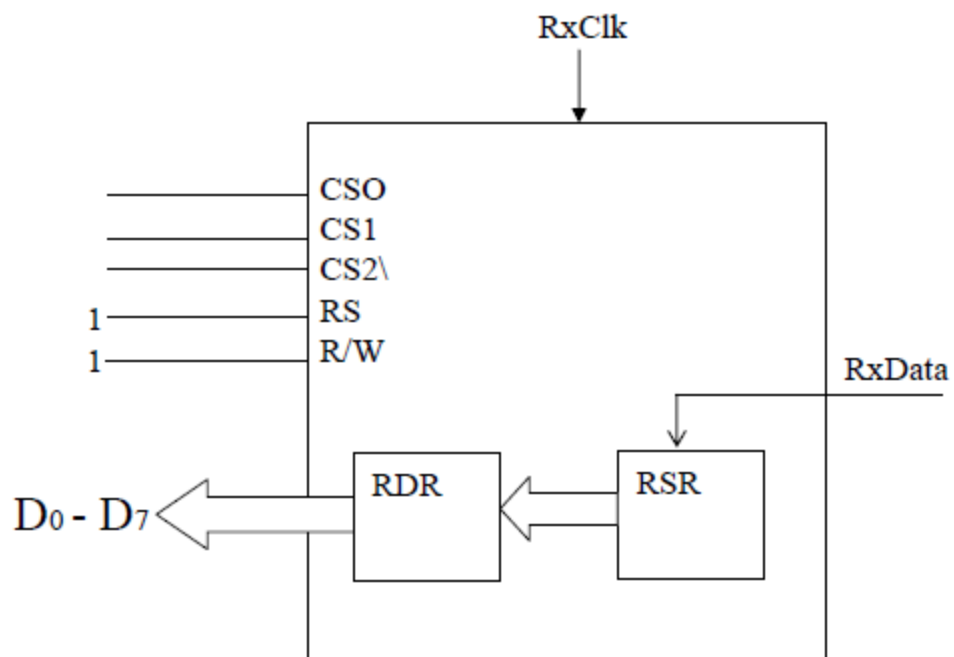 RxClk
CSO
CS1
CS2\
1 RS
1 R/W
RxData
RDR
RSR
D0 - D7